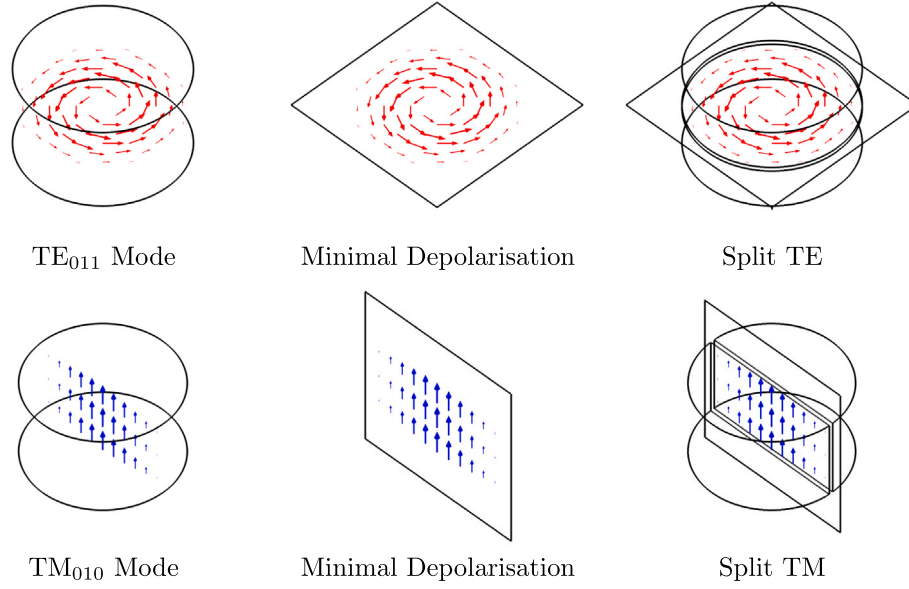 TE₀₁₁ Mode Minimal Depolarisation Split TE
TM₀₁₀ Mode Minimal Depolarisation Split TM